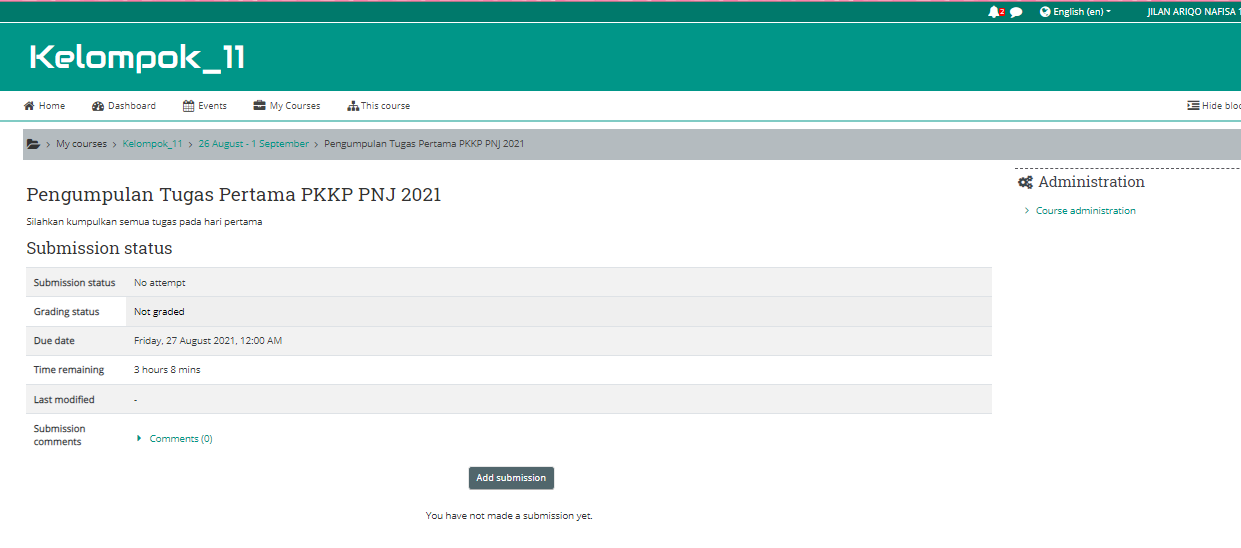 2
English (en)
JILAN ARIQO NAFISA
Kelompok_11
Home
Dashboard
Events
My Courses
This course
Hide
My courses > Kelompok_11 > 26 August - 1 September > Pengumpulan Tugas Pertama PKKP PNJ 2021
Pengumpulan Tugas Pertama PKKP PNJ 2021
Silahkan kumpulkan semua tugas pada hari pertama
Submission status
Submission status No attempt
Grading status Not graded
Due date Friday, 27 August 2021, 12:00 AM
Time remaining 3 hours 8 mins
Last modified -
Submission
comments
Comments (0)
Add submission
You have not made a submission yet.
Administration
Course administration